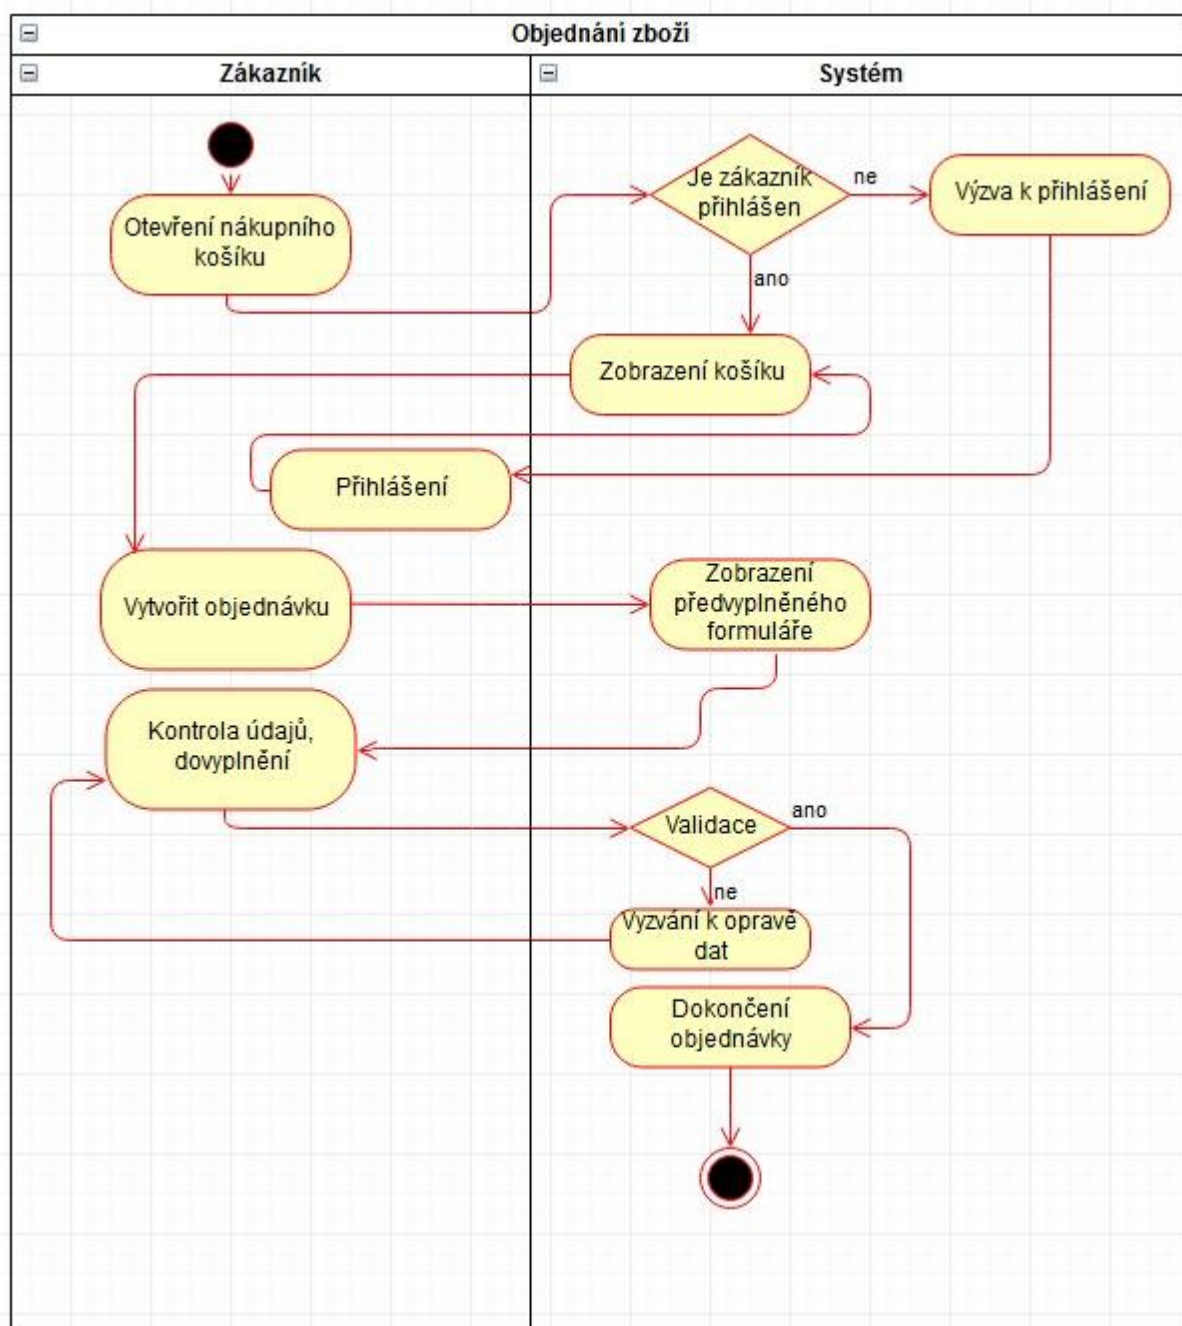 Objednání zboží
Zákazník
Systém
Je zákazník
přihlášen
ne
Výzva k přihlášení
Otevření nákupního
košíku
ano
Zobrazení košíku
Přihlášení
Vytvořit objednávku
Zobrazení
předvyplněného
formuláře
Kontrola údajů,
dovyplnění
Validace
ano
ne
Vyzvání k opravě
dat
Dokončení
objednávky